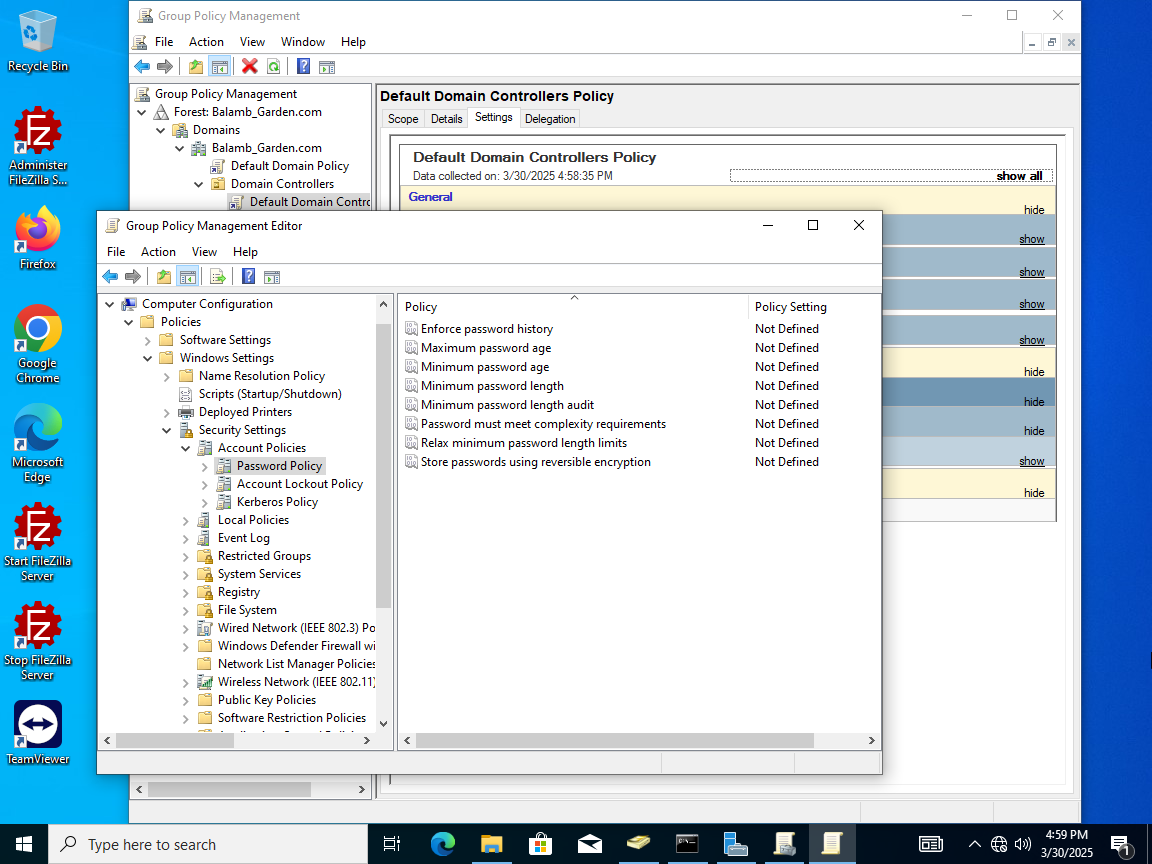 Recycle Bin
Administer
FileZilla S...
Firefox
Google
Chrome
Microsoft
Edge
Start FileZilla
Server
Stop FileZilla
Server
TeamViewer
Group Policy Management
File Action View Window Help
Group Policy Management
Forest: Balamb_Garden.com
Domains
Balamb_Garden.com
Default Domain Policy
Domain Controllers
Default Domain Contro
Default Domain Controllers Policy
Scope Details Settings Delegation
Default Domain Controllers Policy
Data collected on: 3/30/2025 4:58:35 PM
show all
General
hide
show
show
show
show
hide
hide
hide
show
hide
Group Policy Management Editor
File Action View Help
Computer Configuration
Policies
Software Settings
Windows Settings
Name Resolution Policy
Scripts (Startup/Shutdown)
Deployed Printers
Security Settings
Account Policies
Password Policy
Account Lockout Policy
Kerberos Policy
Local Policies
Event Log
Restricted Groups
System Services
Registry
File System
Wired Network (IEEE 802.3) Po
Windows Defender Firewall wi
Network List Manager Policies
Wireless Network (IEEE 802.11)
Public Key Policies
Software Restriction Policies
Policy Policy Setting
Enforce password history Not Defined
Maximum password age Not Defined
Minimum password age Not Defined
Minimum password length Not Defined
Minimum password length audit Not Defined
Password must meet complexity requirements Not Defined
Relax minimum password length limits Not Defined
Store passwords using reversible encryption Not Defined
Type here to search
4:59 PM
3/30/2025
1